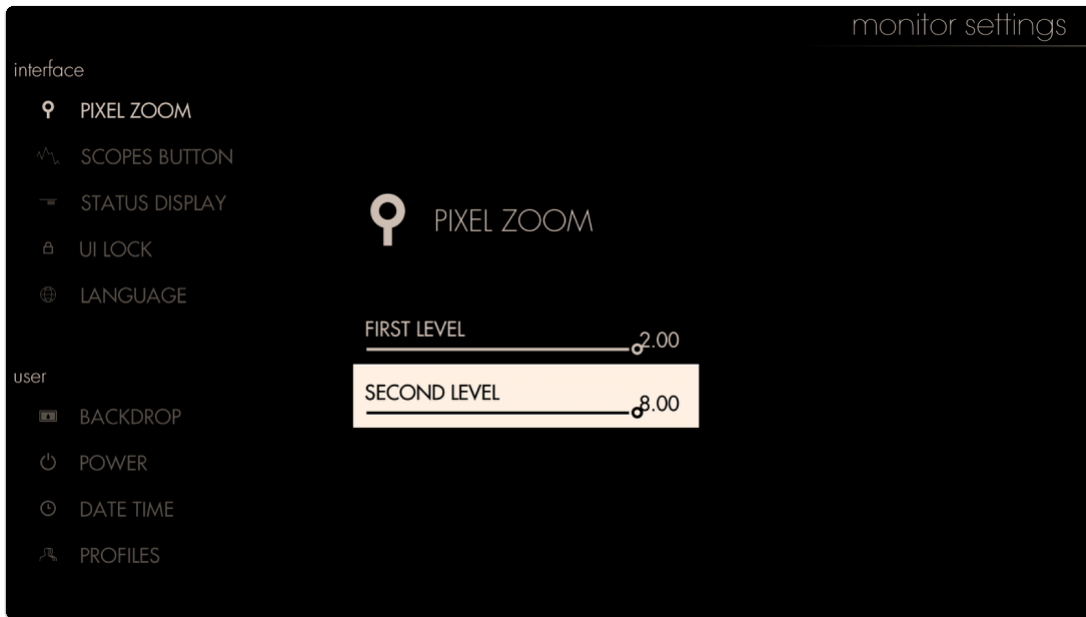 monitor settings
interface
PIXEL ZOOM
SCOPES BUTTON
STATUS DISPLAY
UI LOCK
LANGUAGE
user
BACKDROP
POWER
DATE TIME
PROFILES
PIXEL ZOOM
FIRST LEVEL
2.00
SECOND LEVEL
8.00